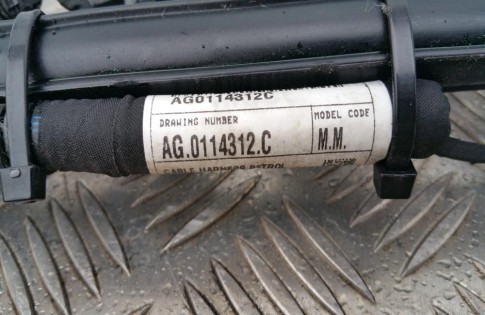 AG0114312C
DRAWING NUMBER MODEL CODE
AG.0114312.C M.M.
CABLE HARNESS PETROL